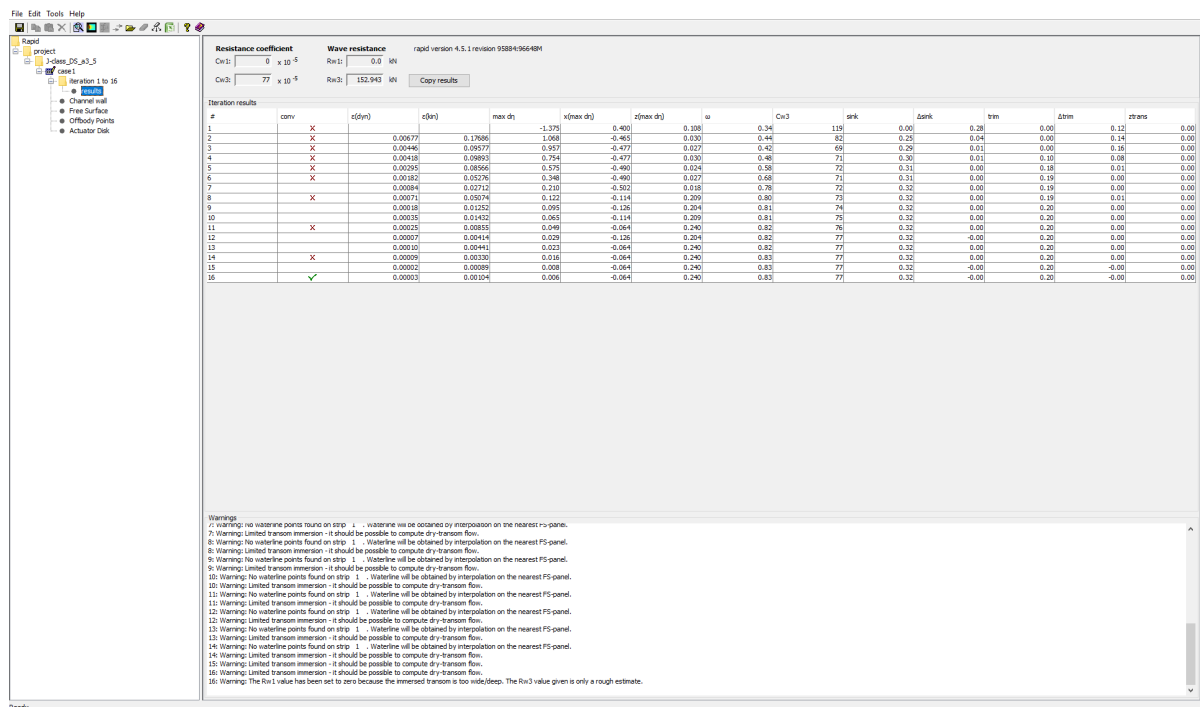 File Edit Tools Help
Rapid
project
J-class_DS_a3_5
case1
iteration 1 to 16
results
Channel wall
Free Surface
Offbody Points
Actuator Disk
Resistance coefficient Wave resistance rapid version 4.5.1 revision 95884:96648M
Cw1: 0 x 10 -5 Rw1: 0.0 kN
Cw3: 77 x 10 -5 Rw3: 152.943 kN Copy results
Iteration results
# conv ε(dyn) ε(kin) max dη x(max dη) z(max dη) ω Cw3 sink Δsink trim Δtrim ztrans
1 X -1.375 0.400 0.108 0.34 119 0.00 0.28 0.00 0.12 0.00
2 X 0.00677 0.17686 1.068 -0.465 0.030 0.44 82 0.25 0.04 0.00 0.14 0.00
3 X 0.00446 0.09577 0.957 -0.477 0.027 0.42 69 0.29 0.01 0.00 0.16 0.00
4 X 0.00418 0.09893 0.754 -0.477 0.030 0.48 71 0.30 0.01 0.10 0.08 0.00
5 X 0.00295 0.08566 0.575 -0.490 0.024 0.58 72 0.31 0.00 0.18 0.01 0.00
6 X 0.00182 0.05276 0.348 -0.490 0.027 0.68 71 0.31 0.00 0.19 0.00 0.00
7 0.00084 0.02712 0.210 -0.502 0.018 0.78 72 0.32 0.00 0.19 0.00 0.00
8 X 0.00071 0.05074 0.122 -0.114 0.209 0.80 73 0.32 0.00 0.19 0.01 0.00
9 0.00018 0.01252 0.095 -0.126 0.204 0.81 74 0.32 0.00 0.20 0.00 0.00
10 0.00035 0.01432 0.065 -0.114 0.209 0.81 75 0.32 0.00 0.20 0.00 0.00
11 X 0.00025 0.00855 0.049 -0.064 0.240 0.82 76 0.32 0.00 0.20 0.00 0.00
12 0.00007 0.00414 0.029 -0.126 0.204 0.82 77 0.32 -0.00 0.20 0.00 0.00
13 0.00010 0.00441 0.023 -0.064 0.240 0.82 77 0.32 0.00 0.20 0.00 0.00
14 X 0.00009 0.00330 0.016 -0.064 0.240 0.83 77 0.32 0.00 0.20 0.00 0.00
15 0.00002 0.00089 0.008 -0.064 0.240 0.83 77 0.32 -0.00 0.20 -0.00 0.00
16 ✓ 0.00003 0.00104 0.006 -0.064 0.240 0.83 77 0.32 -0.00 0.20 -0.00 0.00
Warnings
7: Warning: No waterline points found on strip 1 . Waterline will be obtained by interpolation on the nearest FS-panel.
7: Warning: Limited transom immersion - it should be possible to compute dry-transom flow.
8: Warning: No waterline points found on strip 1 . Waterline will be obtained by interpolation on the nearest FS-panel.
8: Warning: Limited transom immersion - it should be possible to compute dry-transom flow.
9: Warning: No waterline points found on strip 1 . Waterline will be obtained by interpolation on the nearest FS-panel.
9: Warning: Limited transom immersion - it should be possible to compute dry-transom flow.
10: Warning: No waterline points found on strip 1 . Waterline will be obtained by interpolation on the nearest FS-panel.
10: Warning: Limited transom immersion - it should be possible to compute dry-transom flow.
11: Warning: No waterline points found on strip 1 . Waterline will be obtained by interpolation on the nearest FS-panel.
11: Warning: Limited transom immersion - it should be possible to compute dry-transom flow.
12: Warning: No waterline points found on strip 1 . Waterline will be obtained by interpolation on the nearest FS-panel.
12: Warning: Limited transom immersion - it should be possible to compute dry-transom flow.
13: Warning: No waterline points found on strip 1 . Waterline will be obtained by interpolation on the nearest FS-panel.
13: Warning: Limited transom immersion - it should be possible to compute dry-transom flow.
14: Warning: No waterline points found on strip 1 . Waterline will be obtained by interpolation on the nearest FS-panel.
14: Warning: Limited transom immersion - it should be possible to compute dry-transom flow.
15: Warning: Limited transom immersion - it should be possible to compute dry-transom flow.
16: Warning: Limited transom immersion - it should be possible to compute dry-transom flow.
16: Warning: The Rw1 value has been set to zero because the immersed transom is too wide/deep. The Rw3 value given is only a rough estimate.